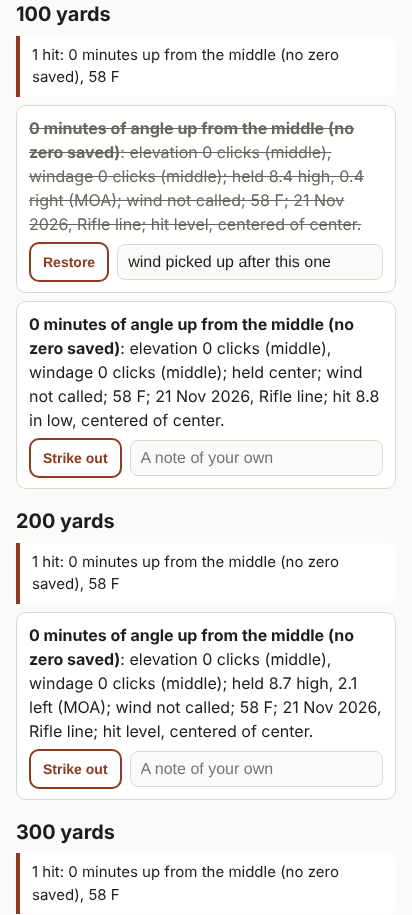 100 yards
1 hit: 0 minutes up from the middle (no zero
saved), 58 F
0 minutes of angle up from the middle (no
zero saved): elevation 0 clicks (middle),
windage 0 clicks (middle); held 8.4 high, 0.4
right (MOA); wind not called; 58 F; 21 Nov
2026, Rifle line; hit level, centered of center.
Restore
wind picked up after this one
0 minutes of angle up from the middle (no
zero saved): elevation 0 clicks (middle),
windage 0 clicks (middle); held center; wind
not called; 58 F; 21 Nov 2026, Rifle line; hit 8.8
in low, centered of center.
Strike out
A note of your own
200 yards
1 hit: 0 minutes up from the middle (no zero
saved), 58 F
0 minutes of angle up from the middle (no
zero saved): elevation 0 clicks (middle),
windage 0 clicks (middle); held 8.7 high, 2.1
left (MOA); wind not called; 58 F; 21 Nov 2026,
Rifle line; hit level, centered of center.
Strike out
A note of your own
300 yards
1 hit: 0 minutes up from the middle (no zero
saved), 58 F